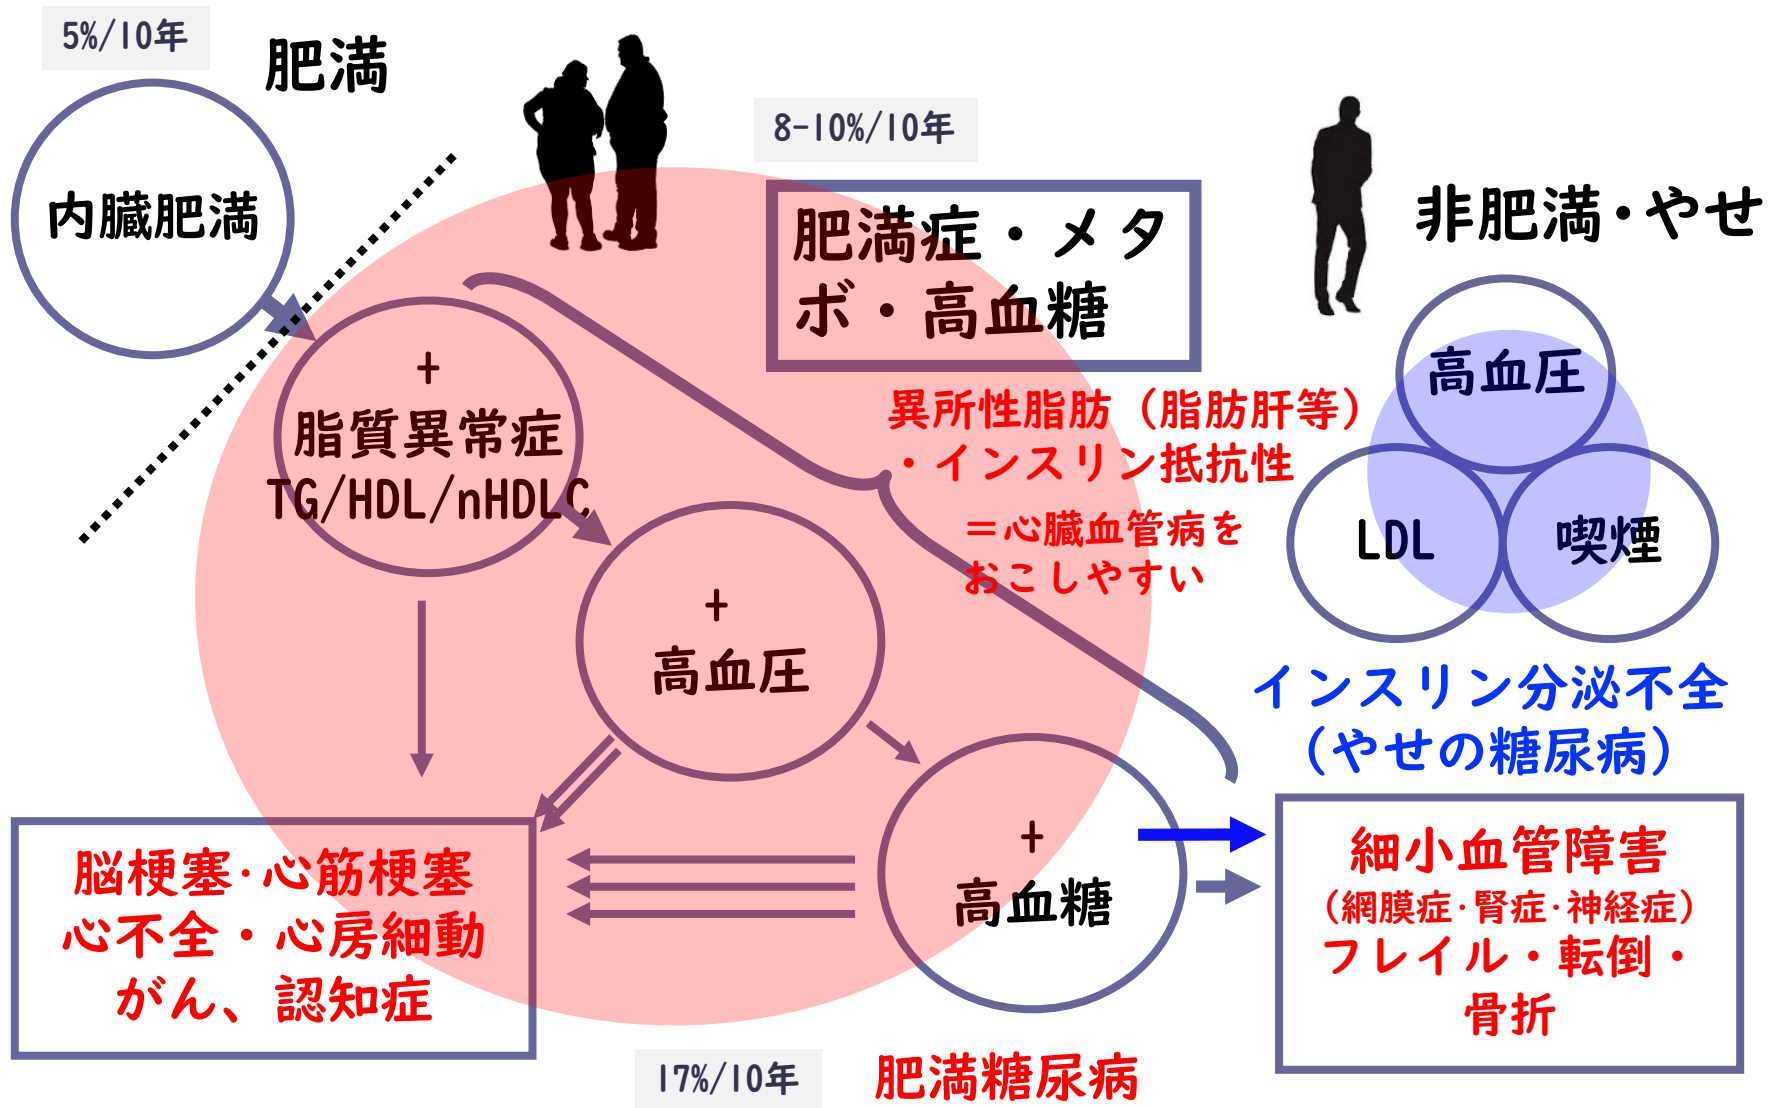 5%/10年
肥満
内臓肥満
8-10%/10年
肥満症・メタ
ボ・高血糖
非肥満・やせ
+
脂質異常症
TG/HDL/nHDLC
異所性脂肪（脂肪肝等）
・インスリン抵抗性
＝心臓血管病を
おこしやすい
高血圧
LDL
喫煙
+
高血圧
インスリン分泌不全
（やせの糖尿病）
+
高血糖
脳梗塞・心筋梗塞
心不全・心房細動
がん、認知症
細小血管障害
（網膜症・腎症・神経症）
フレイル・転倒・
骨折
17%/10年
肥満糖尿病